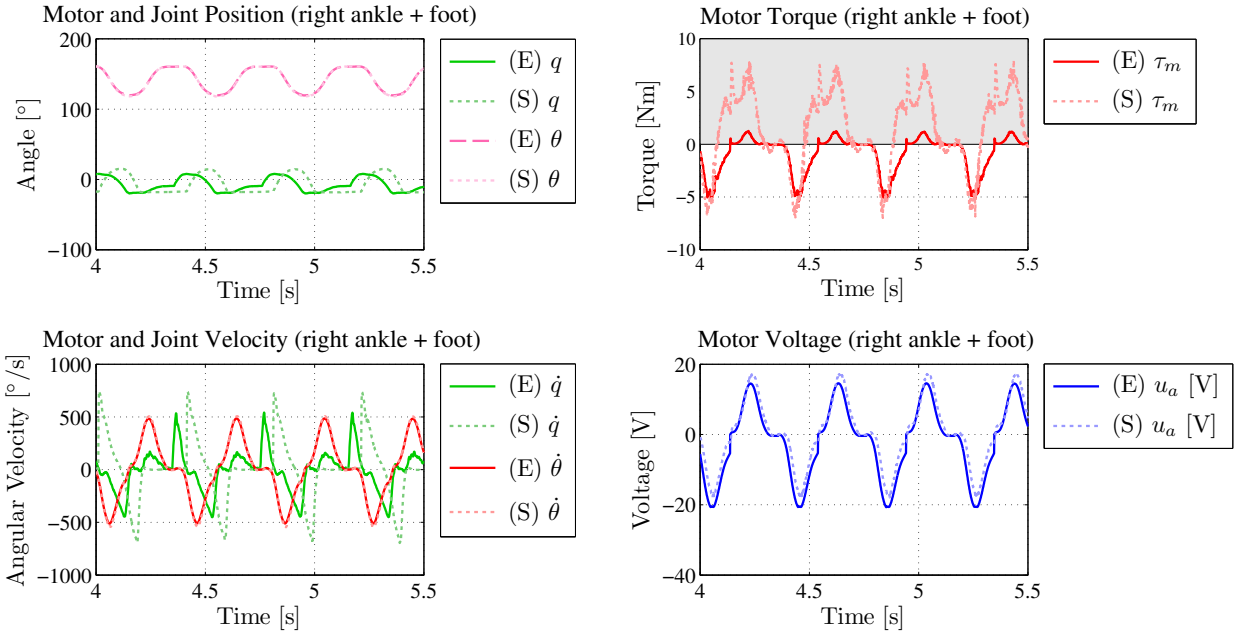 Motor and Joint Position (right ankle + foot)
200
100
0
−100
Angle [°]
4
4.5
5
5.5
Time [s]
(E) q
(S) q
(E) θ
(S) θ
Motor Torque (right ankle + foot)
10
5
0
−5
−10
Torque [Nm]
4
4.5
5
5.5
Time [s]
(E) τm
(S) τm
Motor and Joint Velocity (right ankle + foot)
1000
500
0
−500
−1000
Angular Velocity [°/s]
4
4.5
5
5.5
Time [s]
(E) q̇
(S) q̇
(E) θ̇
(S) θ̇
Motor Voltage (right ankle + foot)
20
0
−20
−40
Voltage [V]
4
4.5
5
5.5
Time [s]
(E) ua [V]
(S) ua [V]